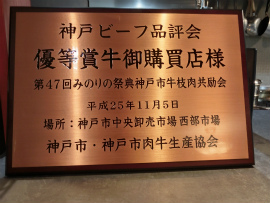 神戸ビーフ品評会
優等賞牛御購買店様
第47回みのりの祭典神戸市牛枝肉共励会
平成25年11月5日
場所：神戸市中央卸売市場西部市場
神戸市・神戸市肉牛生産協会